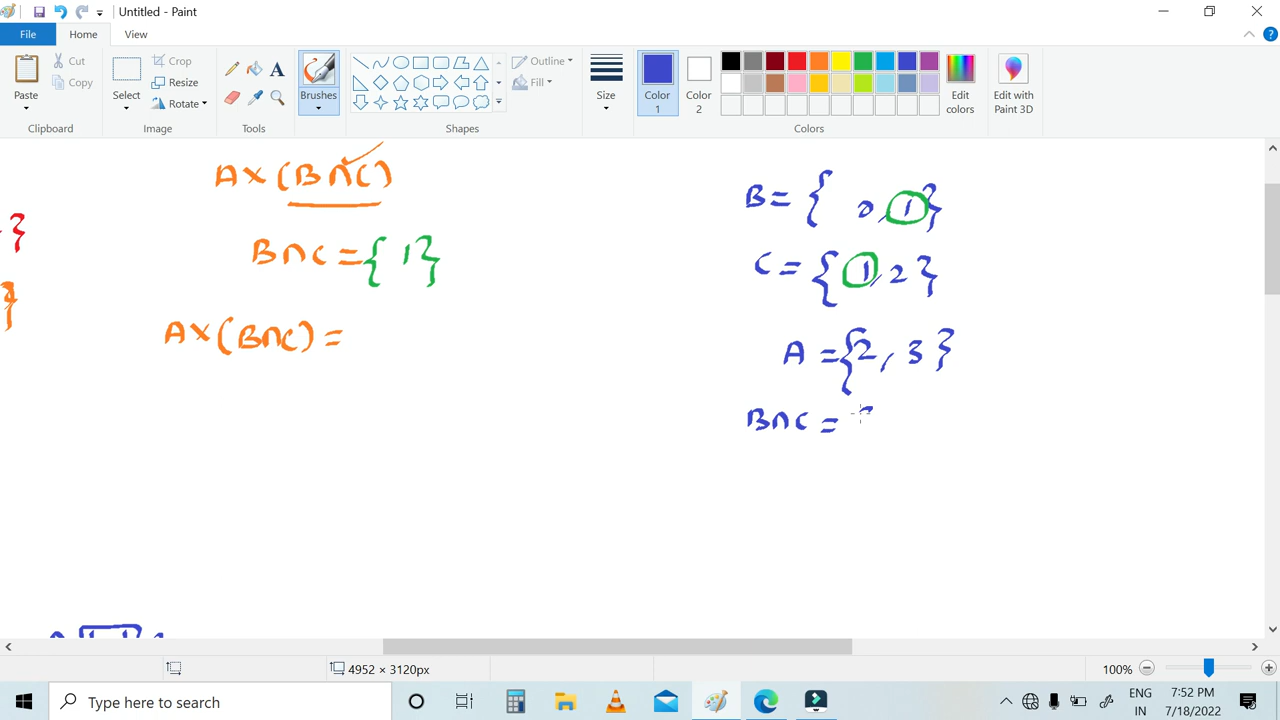 Untitled - Paint
File Home View
Paste Cut Copy
Clipboard
Select Crop Resize Rotate
Image
Tools
Brushes
Outline Fill
Shapes
Size
Color 1 Color 2
Edit colors
Colors
Edit with Paint 3D
A×(B∩C)
B∩C = {1}
A×(B∩C) =
}
}
B = { 0, 1}
C = {1, 2}
A = {2, 3}
B∩C =
4952 × 3120px
100%
Type here to search
ENG IN
7:52 PM
7/18/2022